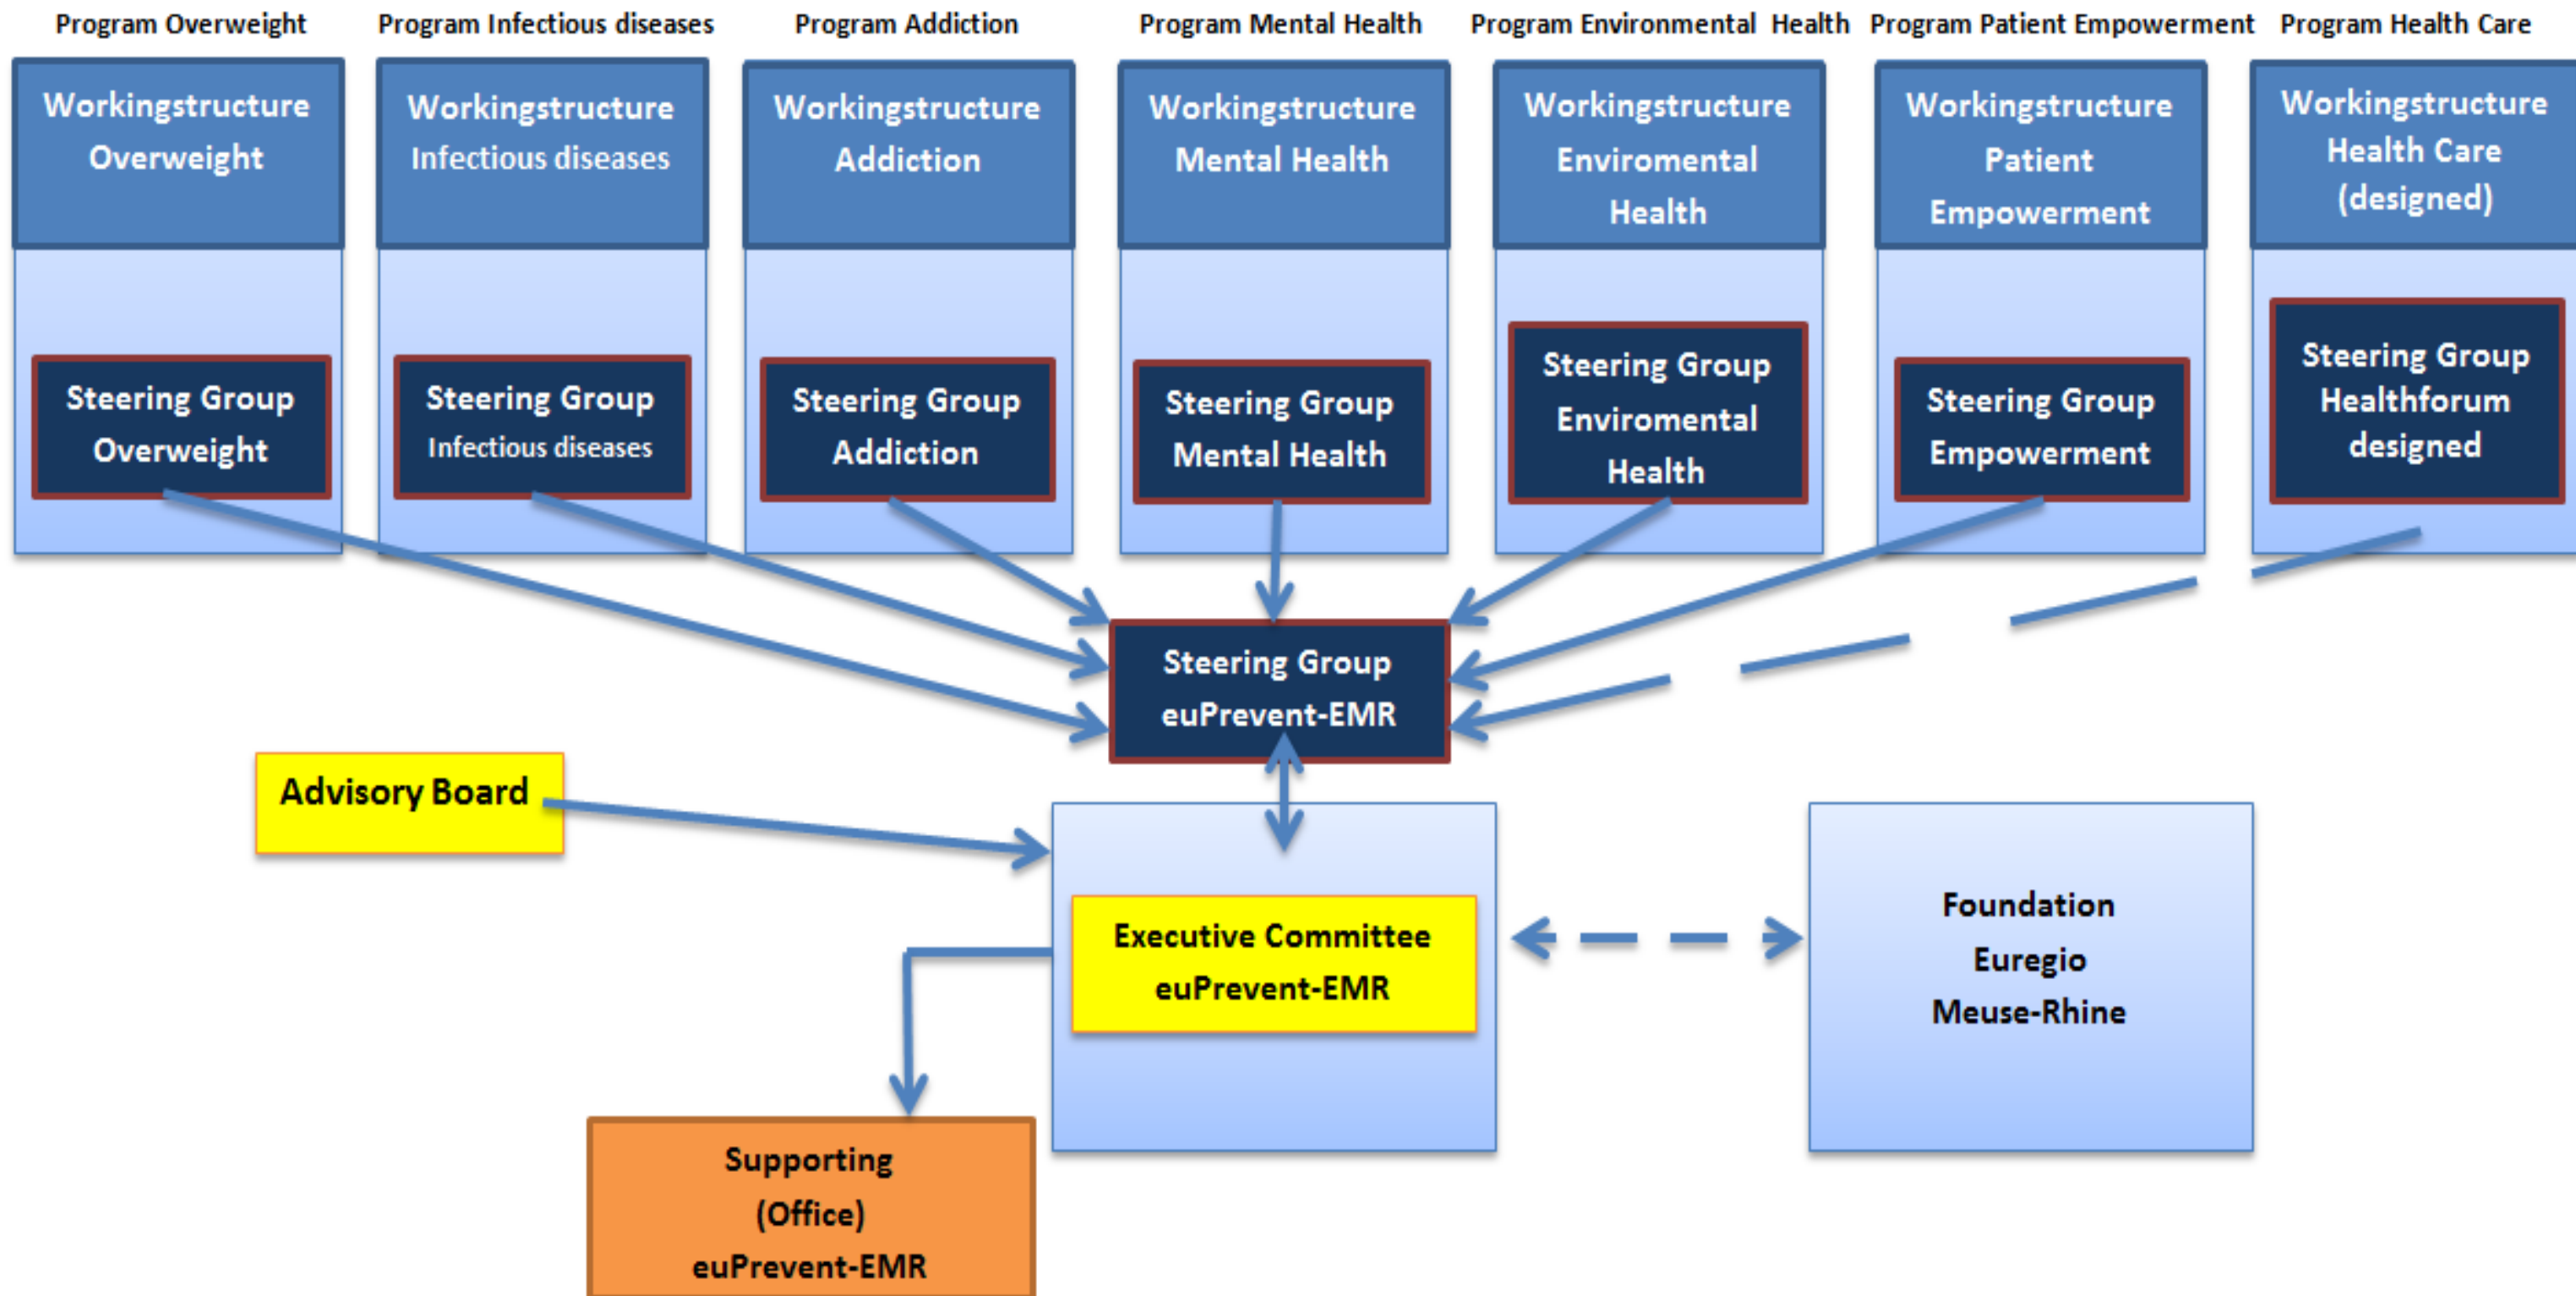 Program Overweight
Program Infectious diseases
Program Addiction
Program Mental Health
Program Environmental Health
Program Patient Empowerment
Program Health Care
Workingstructure
Overweight
Workingstructure
Infectious diseases
Workingstructure
Addiction
Workingstructure
Mental Health
Workingstructure
Enviromental
Health
Workingstructure
Patient
Empowerment
Workingstructure
Health Care
(designed)
Steering Group
Overweight
Steering Group
Infectious diseases
Steering Group
Addiction
Steering Group
Mental Health
Steering Group
Enviromental
Health
Steering Group
Empowerment
Steering Group
Healthforum
designed
Steering Group
euPrevent-EMR
Advisory Board
Executive Committee
euPrevent-EMR
Foundation
Euregio
Meuse-Rhine
Supporting
(Office)
euPrevent-EMR